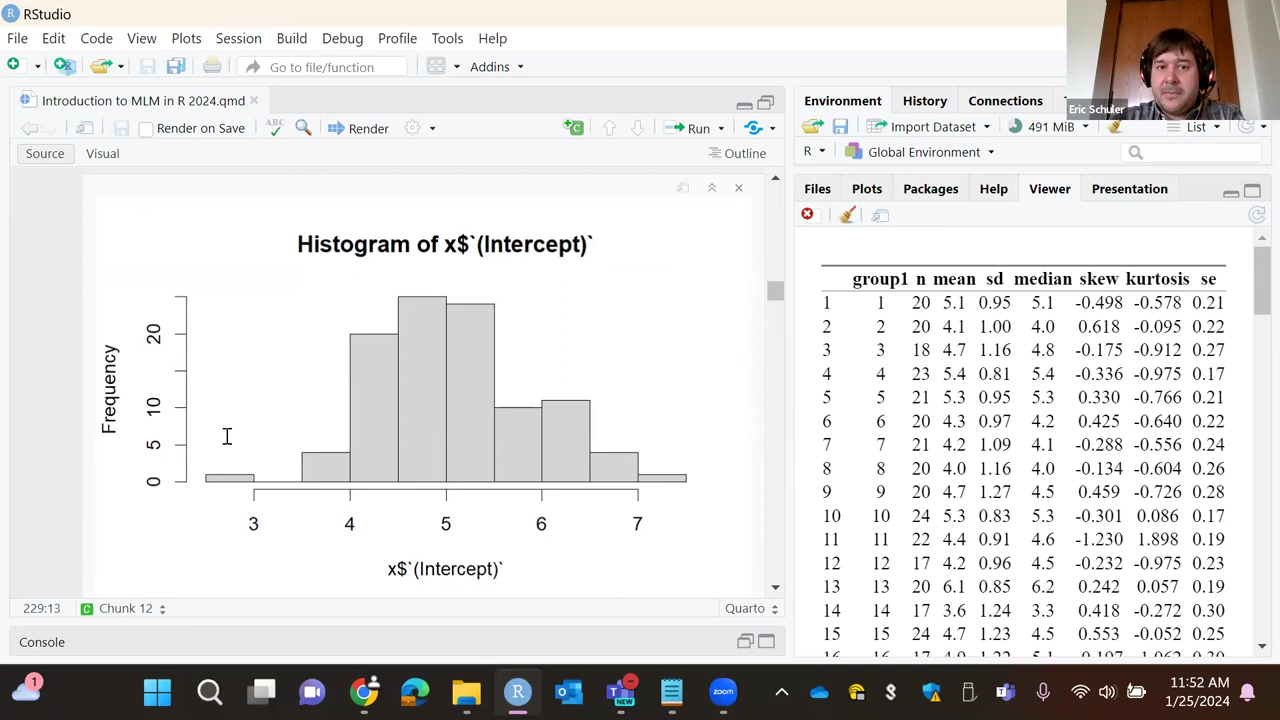 RStudio
File Edit Code View Plots Session Build Debug Profile Tools Help
Go to file/function Addins
Eric Schuler
Introduction to MLM in R 2024.qmd
Render on Save ABC Render Run
Source Visual Outline
Histogram of x$`(Intercept)`
Frequency
20
10
5
0
3 4 5 6 7
x$`(Intercept)`
229:13 Chunk 12 Quarto
Console
Environment History Connections
Import Dataset 491 MiB List
R Global Environment
Files Plots Packages Help Viewer Presentation
group1 n mean sd median skew kurtosis se
1 1 20 5.1 0.95 5.1 -0.498 -0.578 0.21
2 2 20 4.1 1.00 4.0 0.618 -0.095 0.22
3 3 18 4.7 1.16 4.8 -0.175 -0.912 0.27
4 4 23 5.4 0.81 5.4 -0.336 -0.975 0.17
5 5 21 5.3 0.95 5.3 0.330 -0.766 0.21
6 6 20 4.3 0.97 4.2 0.425 -0.640 0.22
7 7 21 4.2 1.09 4.1 -0.288 -0.556 0.24
8 8 20 4.0 1.16 4.0 -0.134 -0.604 0.26
9 9 20 4.7 1.27 4.5 0.459 -0.726 0.28
10 10 24 5.3 0.83 5.3 -0.301 0.086 0.17
11 11 22 4.4 0.91 4.6 -1.230 1.898 0.19
12 12 17 4.2 0.96 4.5 -0.232 -0.975 0.23
13 13 20 6.1 0.85 6.2 0.242 0.057 0.19
14 14 17 3.6 1.24 3.3 0.418 -0.272 0.30
15 15 24 4.7 1.23 4.5 0.553 -0.052 0.25
1 R NEW zoom
11:52 AM
1/25/2024